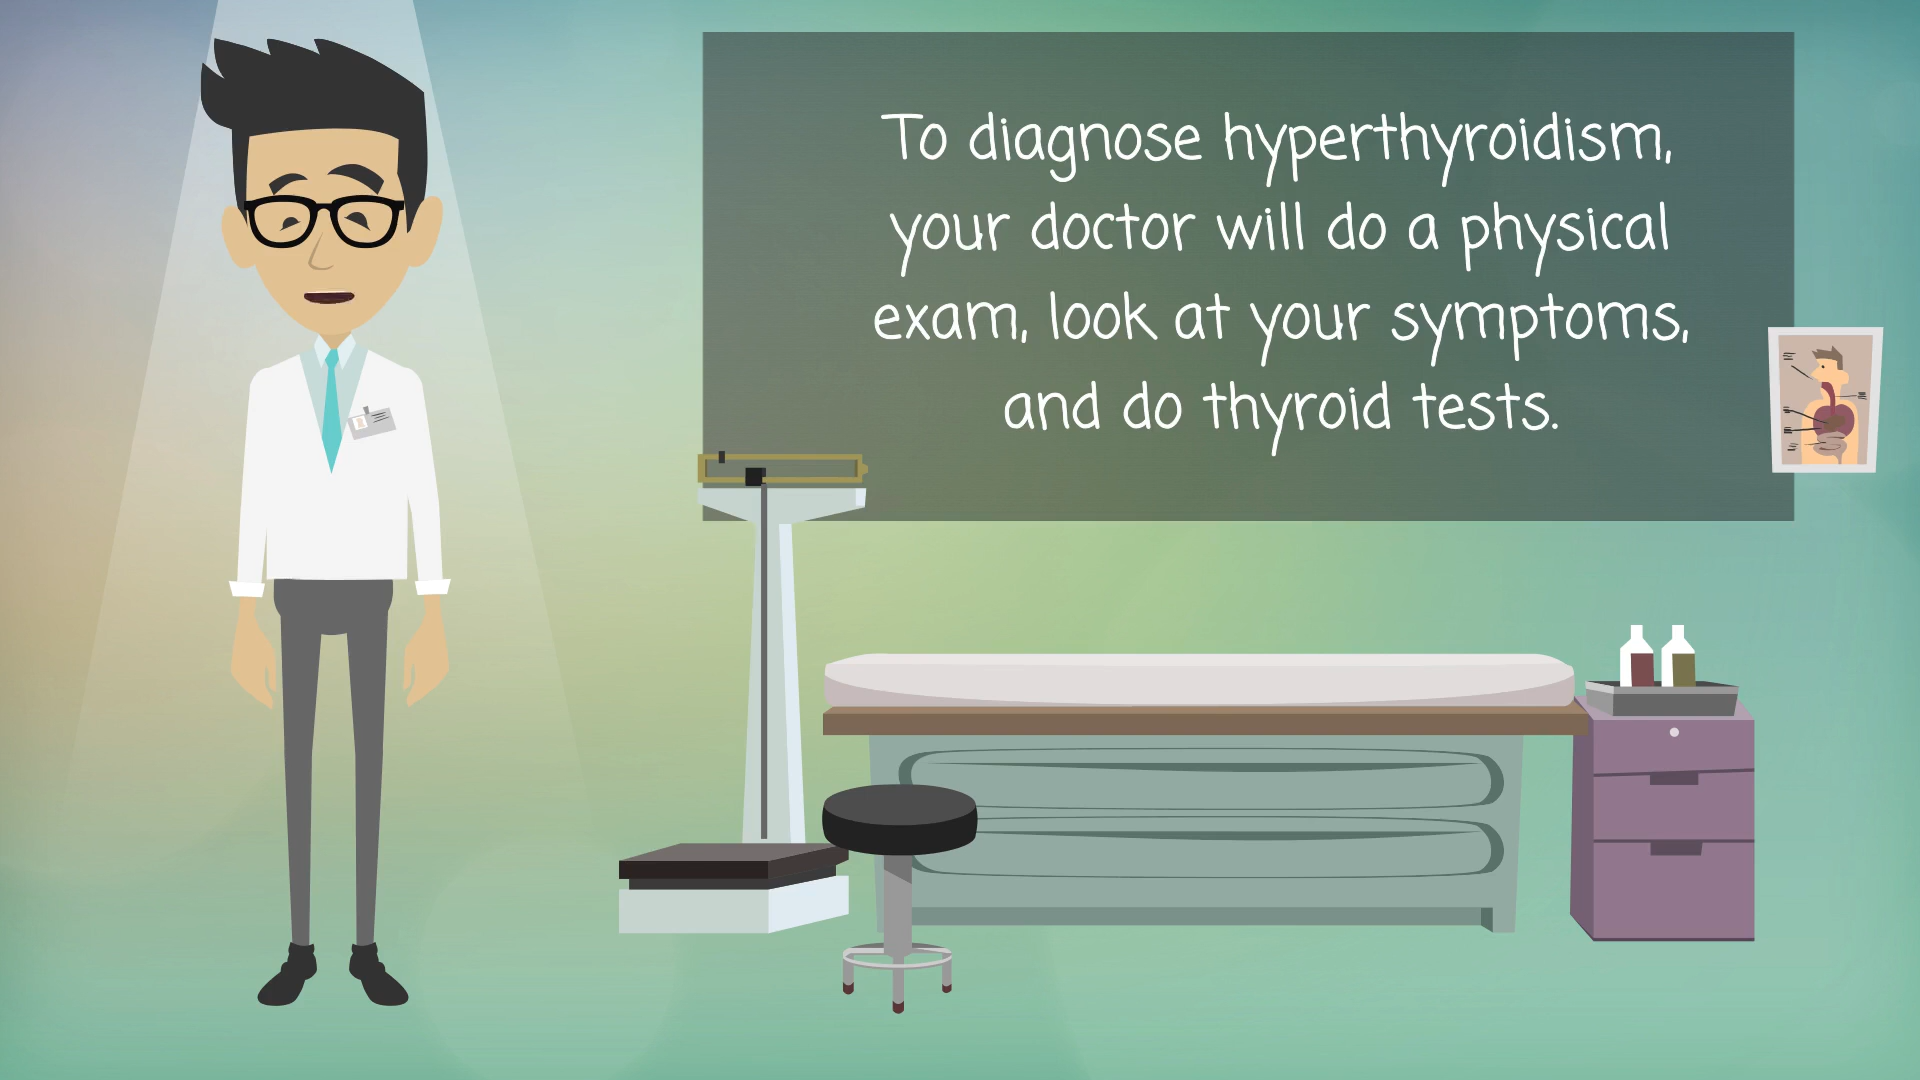 To diagnose hyperthyroidism,
your doctor will do a physical
exam, look at your symptoms,
and do thyroid tests.